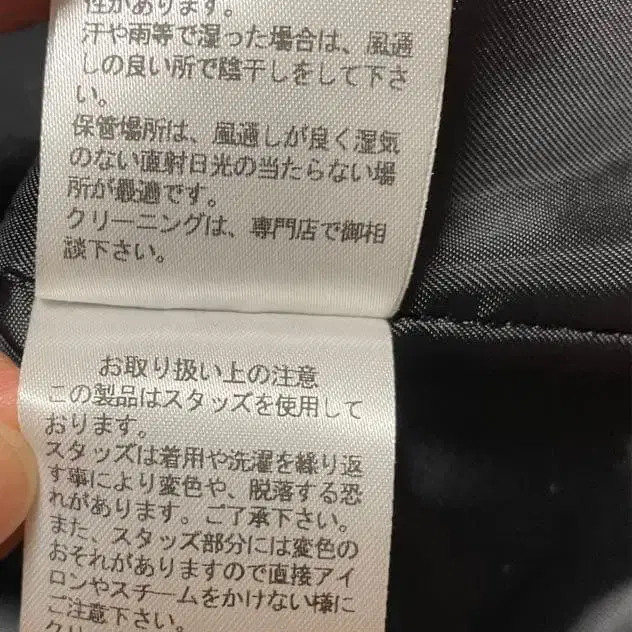 性があります。
汗や雨等で湿った場合は、風通
しの良い所で陰干しをして下さ
い。
保管場所は、風通しが良く湿気
のない直射日光の当たらない場
所が最適です。
クリーニングは、専門店で御相
談下さい。
お取り扱い上の注意
この製品はスタッズを使用して
おります。
スタッズは着用や洗濯を繰り返
す事により変色や、脱落する恐
れがあります。ご了承下さい。
また、スタッズ部分には変色の
おそれがありますので直接アイ
ロンやスチームをかけない様に
ご注意下さい。
クリーニ